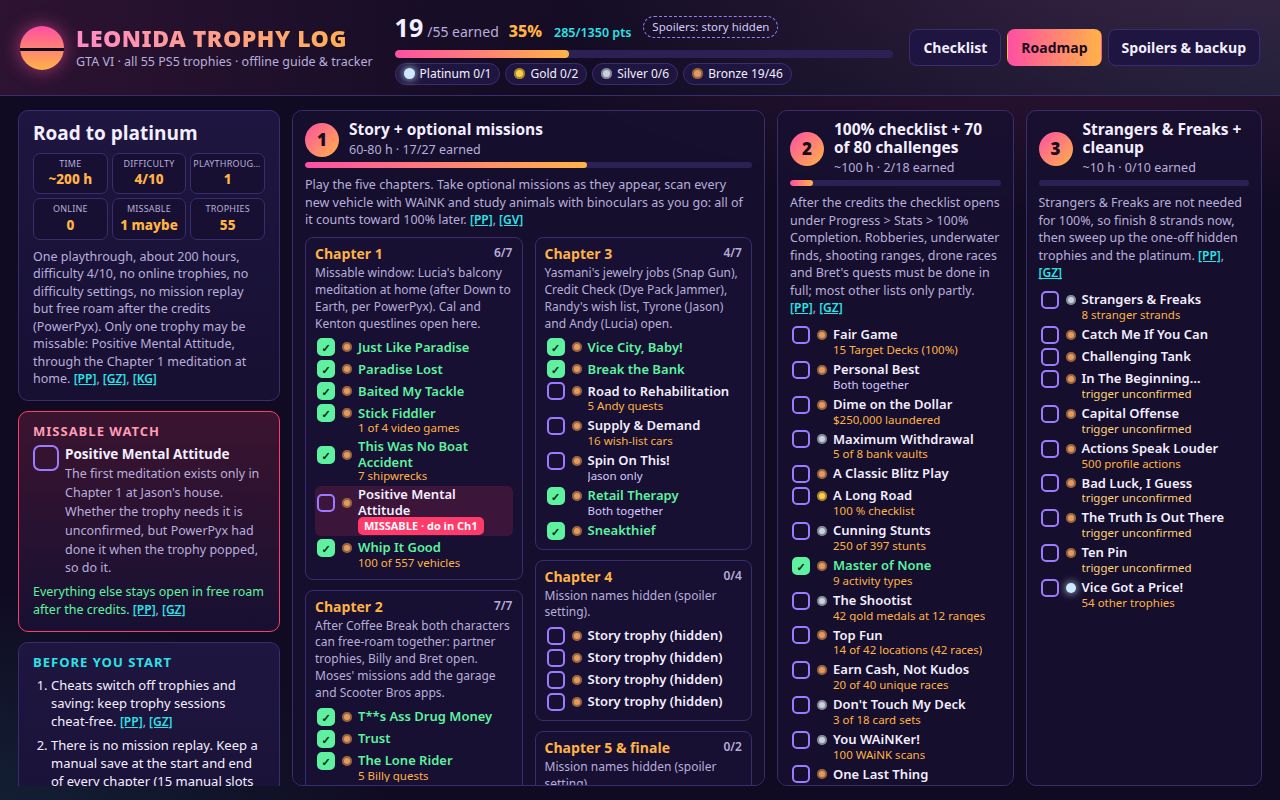 LEONIDA TROPHY LOG
GTA VI · all 55 PS5 trophies · offline guide & tracker
19 /55 earned 35% 285/1350 pts Spoilers: story hidden
Platinum 0/1 Gold 0/2 Silver 0/6 Bronze 19/46
Checklist Roadmap Spoilers & backup
Road to platinum
TIME
~200 h
DIFFICULTY
4/10
PLAYTHROUG...
1
ONLINE
0
MISSABLE
1 maybe
TROPHIES
55
One playthrough, about 200 hours,
difficulty 4/10, no online trophies, no
difficulty settings, no mission replay
but free roam after the credits
(PowerPyx). Only one trophy may be
missable: Positive Mental Attitude,
through the Chapter 1 meditation at
home. [PP], [GZ], [KG]
MISSABLE WATCH
Positive Mental Attitude
The first meditation exists only in
Chapter 1 at Jason's house.
Whether the trophy needs it is
unconfirmed, but PowerPyx had
done it when the trophy popped,
so do it.
Everything else stays open in free roam
after the credits. [PP], [GZ]
BEFORE YOU START
1. Cheats switch off trophies and
saving: keep trophy sessions
cheat-free. [PP], [GZ]
2. There is no mission replay. Keep a
manual save at the start and end
of every chapter (15 manual slots
1
Story + optional missions
60-80 h · 17/27 earned
Play the five chapters. Take optional missions as they appear, scan every
new vehicle with WAiNK and study animals with binoculars as you go: all of
it counts toward 100% later. [PP], [GV]
Chapter 1 6/7
Missable window: Lucia's balcony
meditation at home (after Down to
Earth, per PowerPyx). Cal and
Kenton questlines open here.
Just Like Paradise
Paradise Lost
Baited My Tackle
Stick Fiddler
1 of 4 video games
This Was No Boat
Accident
7 shipwrecks
Positive Mental
Attitude
MISSABLE · do in Ch1
Whip It Good
100 of 557 vehicles
Chapter 2 7/7
After Coffee Break both characters
can free-roam together: partner
trophies, Billy and Bret open.
Moses' missions add the garage
and Scooter Bros apps.
T**s Ass Drug Money
Trust
The Lone Rider
5 Billy quests
Chapter 3 4/7
Yasmani's jewelry jobs (Snap Gun),
Credit Check (Dye Pack Jammer),
Randy's wish list, Tyrone (Jason)
and Andy (Lucia) open.
Vice City, Baby!
Break the Bank
Road to Rehabilitation
5 Andy quests
Supply & Demand
16 wish-list cars
Spin On This!
Jason only
Retail Therapy
Both together
Sneakthief
Chapter 4 0/4
Mission names hidden (spoiler
setting).
Story trophy (hidden)
Story trophy (hidden)
Story trophy (hidden)
Story trophy (hidden)
Chapter 5 & finale 0/2
Mission names hidden (spoiler
setting).
2
100% checklist + 70
of 80 challenges
~100 h · 2/18 earned
After the credits the checklist opens
under Progress > Stats > 100%
Completion. Robberies, underwater
finds, shooting ranges, drone races
and Bret's quests must be done in
full; most other lists only partly.
[PP], [GZ]
Fair Game
15 Target Decks (100%)
Personal Best
Both together
Dime on the Dollar
$250,000 laundered
Maximum Withdrawal
5 of 8 bank vaults
A Classic Blitz Play
A Long Road
100 % checklist
Cunning Stunts
250 of 397 stunts
Master of None
9 activity types
The Shootist
42 gold medals at 12 ranges
Top Fun
14 of 42 locations (42 races)
Earn Cash, Not Kudos
20 of 40 unique races
Don't Touch My Deck
3 of 18 card sets
You WAiNKer!
100 WAiNK scans
One Last Thing
3
Strangers & Freaks +
cleanup
~10 h · 0/10 earned
Strangers & Freaks are not needed
for 100%, so finish 8 strands now,
then sweep up the one-off hidden
trophies and the platinum. [PP],
[GZ]
Strangers & Freaks
8 stranger strands
Catch Me If You Can
Challenging Tank
In The Beginning...
trigger unconfirmed
Capital Offense
trigger unconfirmed
Actions Speak Louder
500 profile actions
Bad Luck, I Guess
trigger unconfirmed
The Truth Is Out There
trigger unconfirmed
Ten Pin
trigger unconfirmed
Vice Got a Price!
54 other trophies